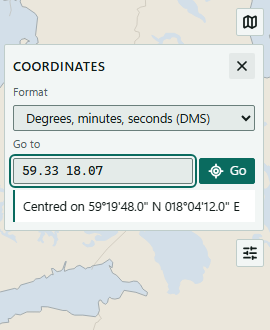 COORDINATES
Format
Degrees, minutes, seconds (DMS)
Go to
59.33 18.07
Go
Centred on 59°19'48.0" N 018°04'12.0" E